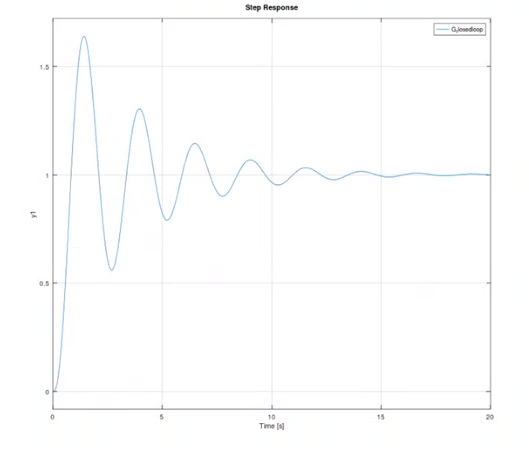 Step Response
G_closedloop
1.5
1
0.5
0
y1
0 5 10 15 20
Time [s]